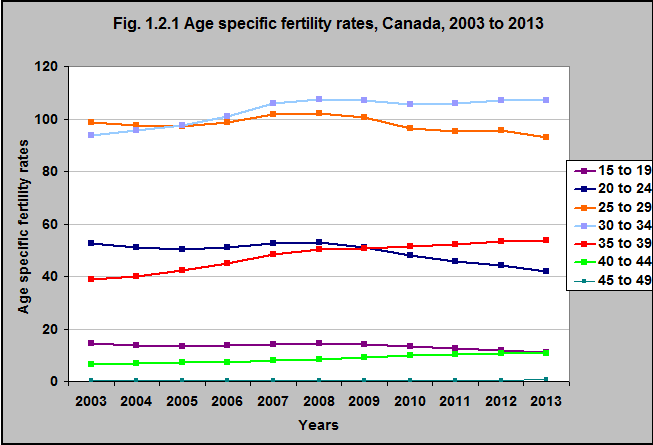 Fig. 1.2.1 Age specific fertility rates, Canada, 2003 to 2013
120
100
80
60
40
20
0
Age specific fertility rates
2003 2004 2005 2006 2007 2008 2009 2010 2011 2012 2013
Years
15 to 19
20 to 24
25 to 29
30 to 34
35 to 39
40 to 44
45 to 49